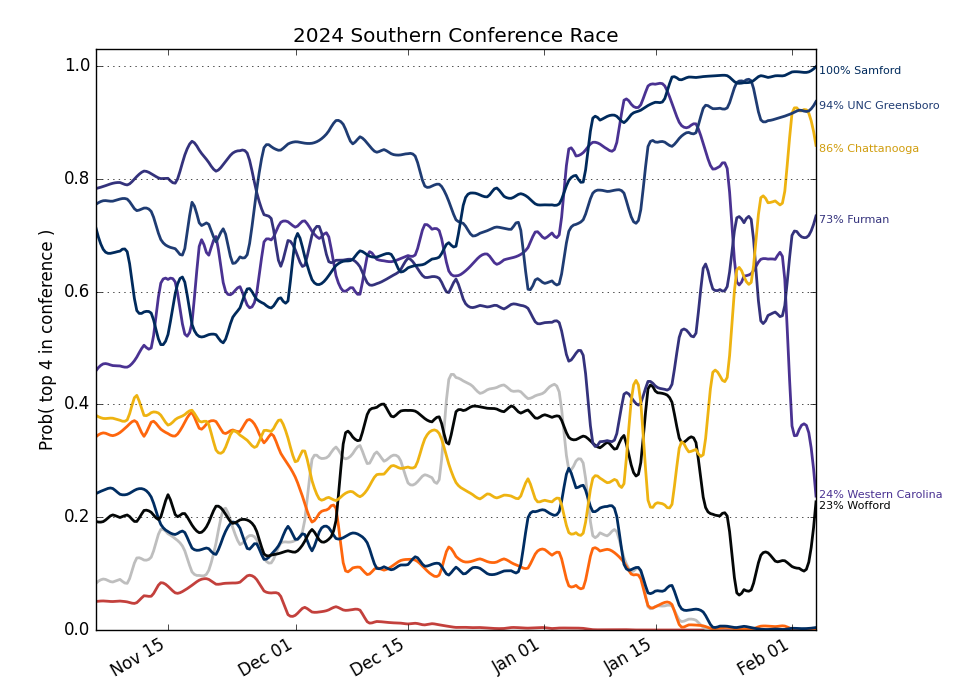 2024 Southern Conference Race
Prob( top 4 in conference )
1.0
0.8
0.6
0.4
0.2
0.0
Nov 15
Dec 01
Dec 15
Jan 01
Jan 15
Feb 01
100% Samford
94% UNC Greensboro
86% Chattanooga
73% Furman
24% Western Carolina
23% Wofford